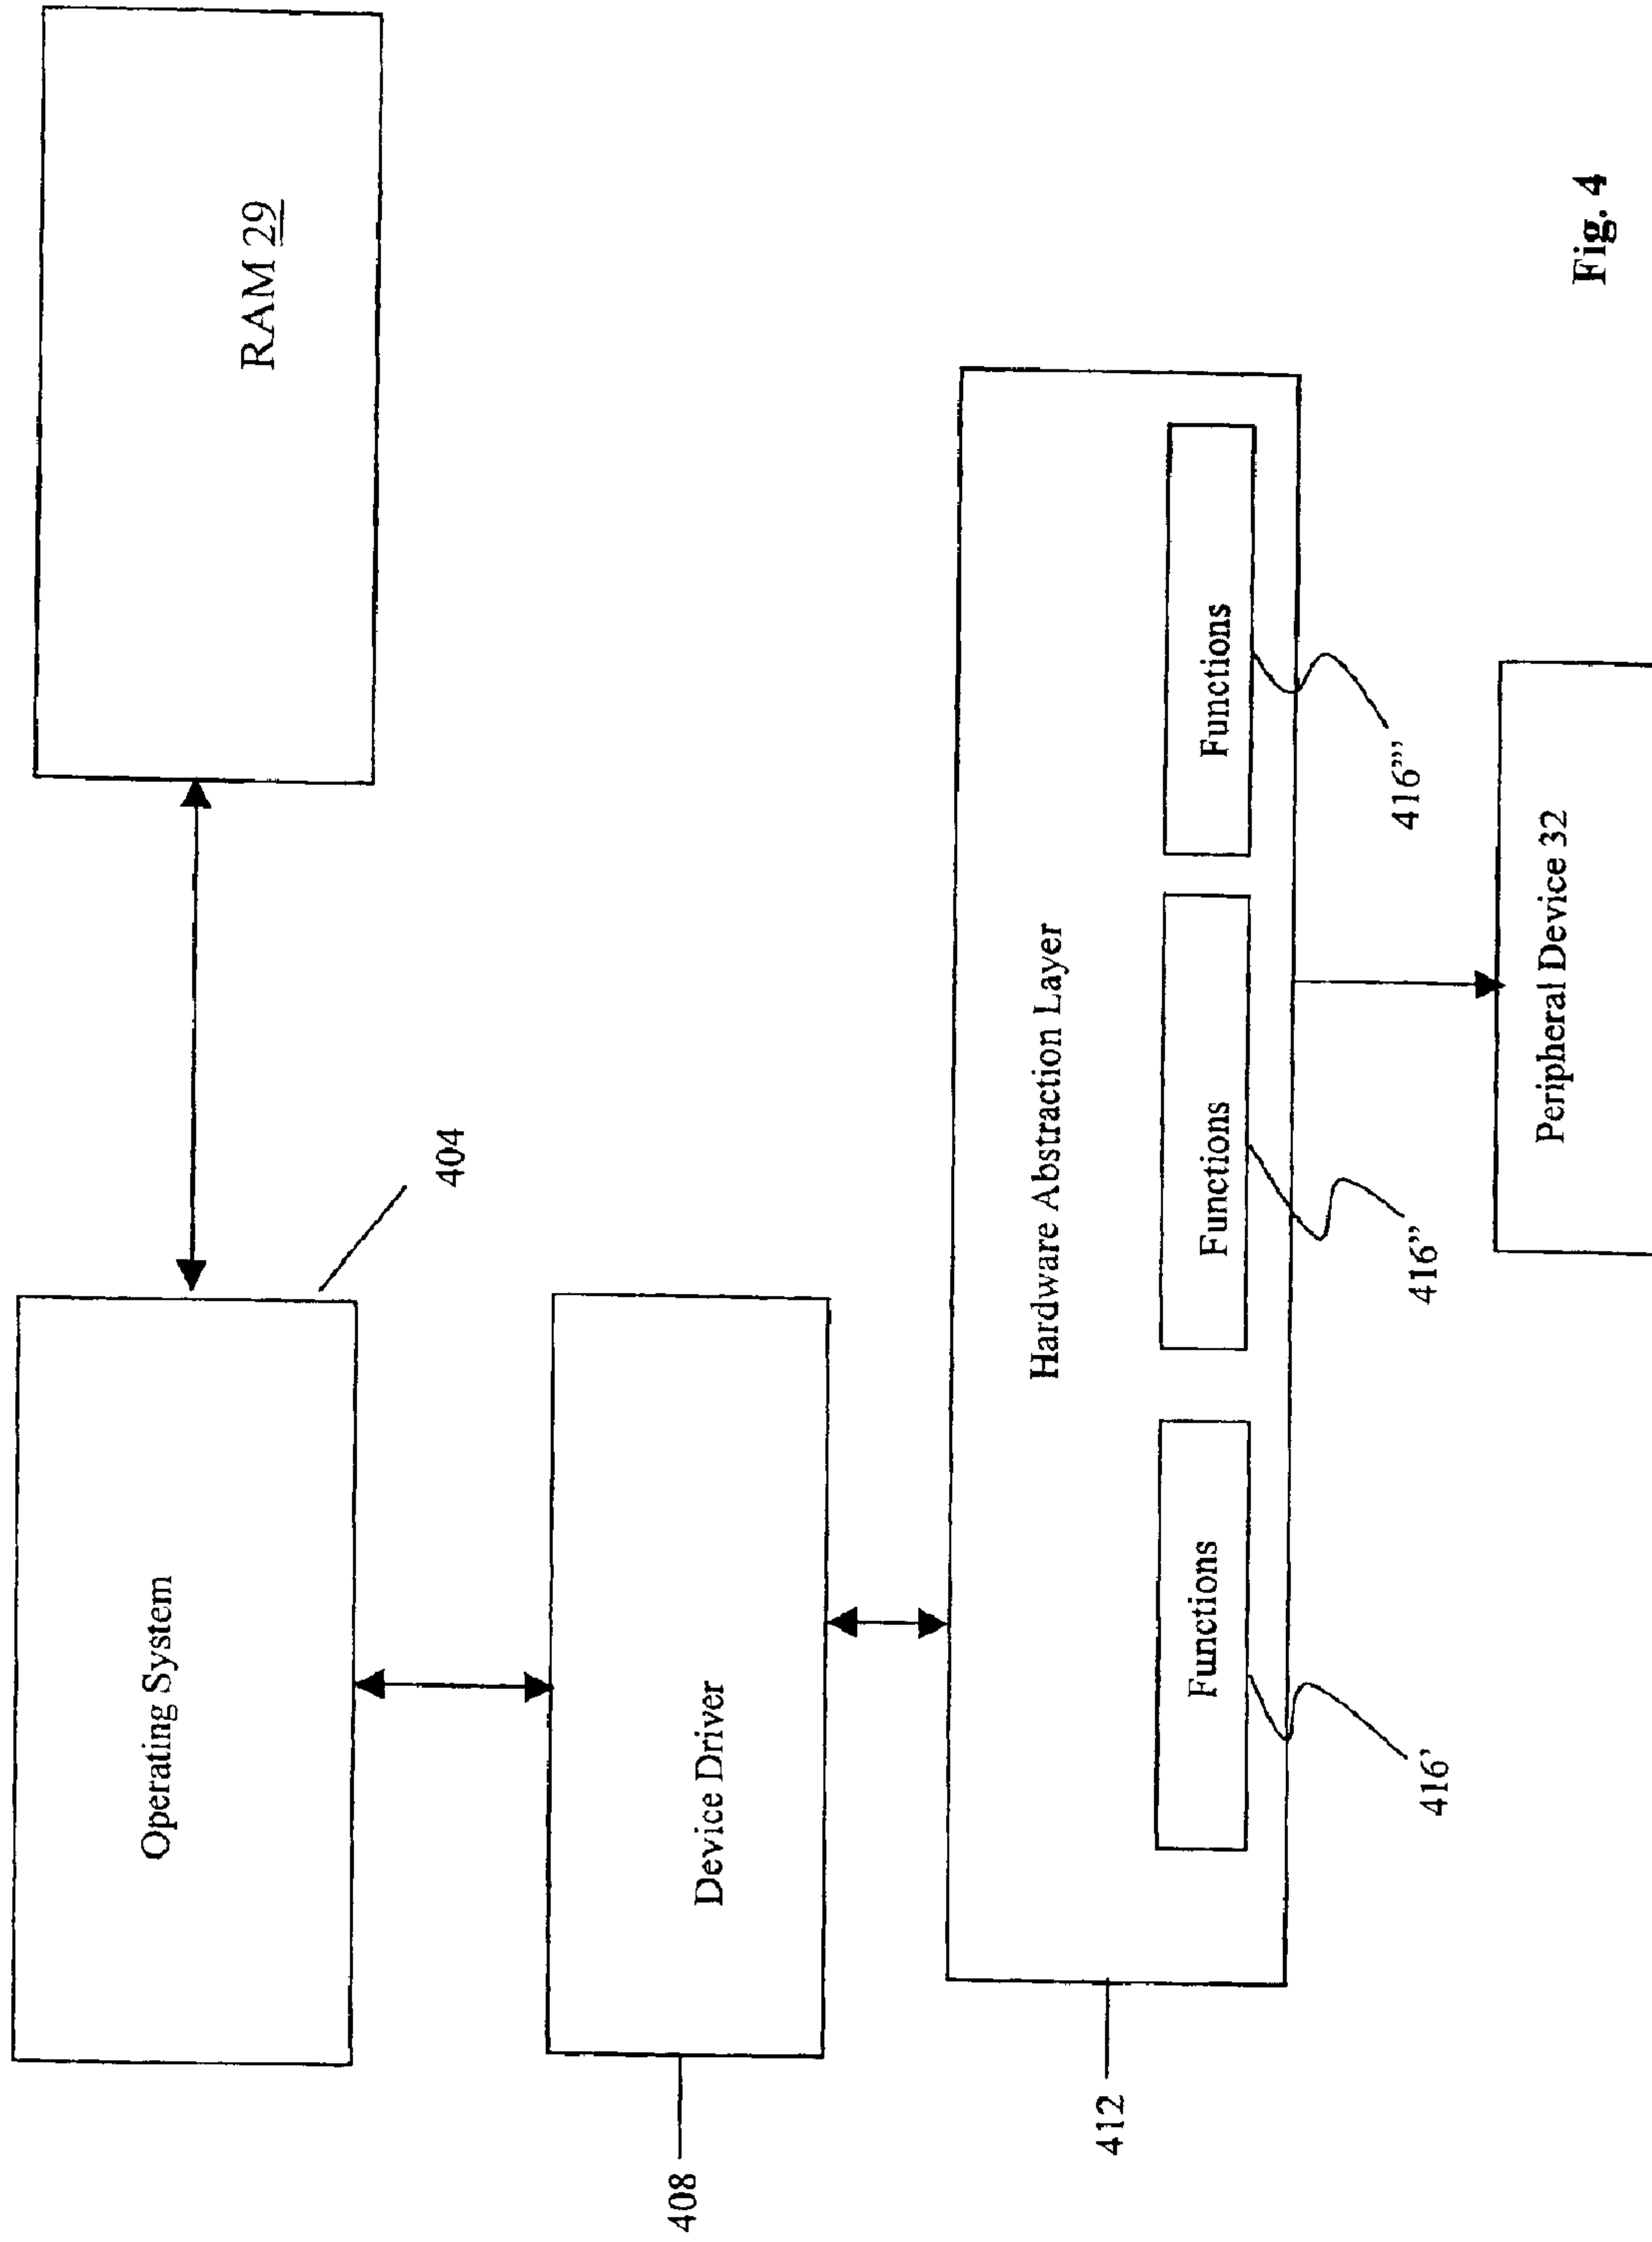 RAM 29
Operating System
404
Device Driver
408
Hardware Abstraction Layer
412
Functions
Functions
Functions
416'
416''
416'''
Peripheral Device 32
Fig. 4